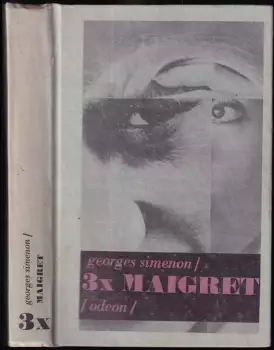 georges simenon/
MAIGRET
3x
georges simenon/
3x MAIGRET
/odeon/